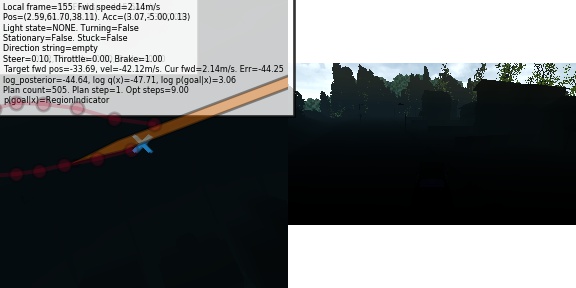 Local frame=155: Fwd speed=2.14m/s
Pos=(2.59,61.70,38.11). Acc=(3.07,-5.00,0.13)
Light state=NONE. Turning=False
Stationary=False. Stuck=False
Direction string=empty
Steer=0.10, Throttle=0.00, Brake=1.00
Target fwd pos=-33.69, vel=-42.12m/s. Cur fwd=2.14m/s. Err=-44.25
log_posterior=-44.64, log q(x)=-47.71, log p(goal|x)=3.06
Plan count=505. Plan step=1. Opt steps=9.00
p(goal|x)=RegionIndicator